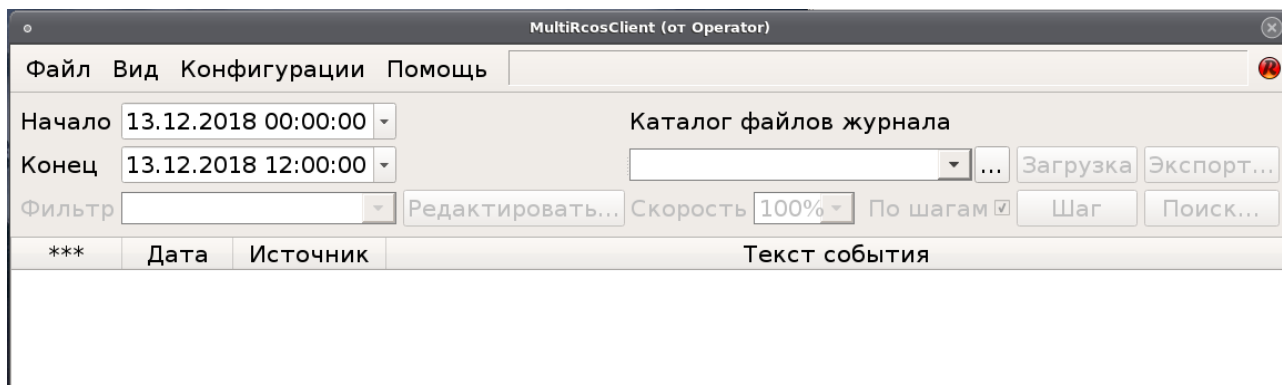 MultiRcosClient (от Operator)
Файл Вид Конфигурации Помощь R
Начало 13.12.2018 00:00:00 Каталог файлов журнала
Конец 13.12.2018 12:00:00 ... Загрузка Экспорт...
Фильтр Редактировать... Скорость 100% По шагам Шаг Поиск...
*** Дата Источник Текст события